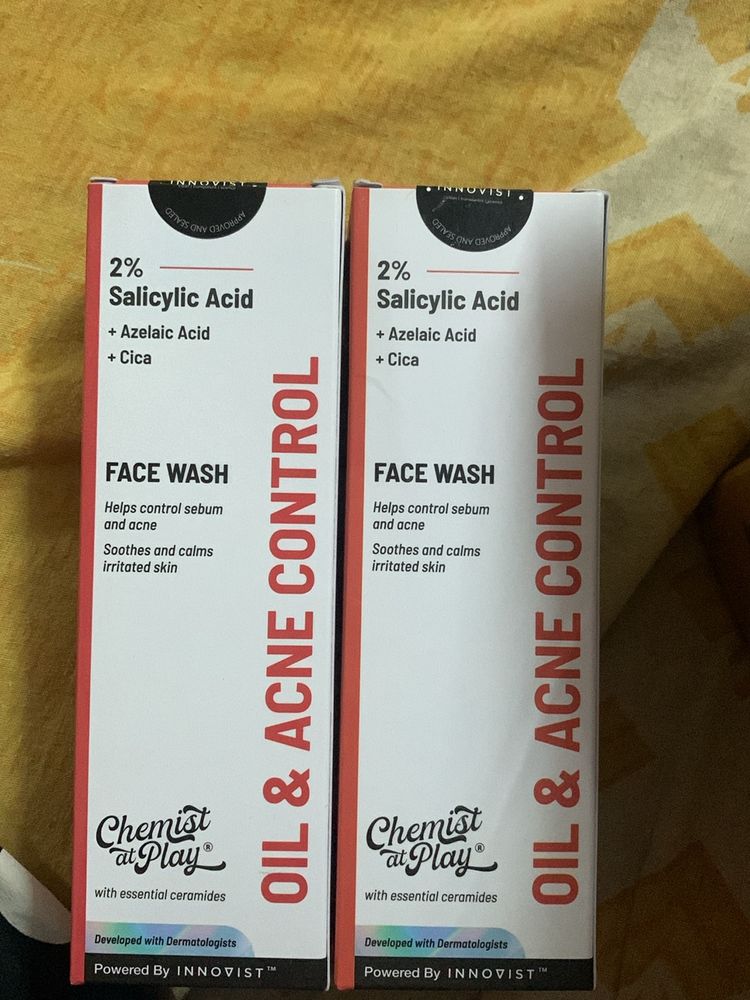 INNOVIST
APPROVED AND SEALED
2%
Salicylic Acid
+ Azelaic Acid
+ Cica
FACE WASH
Helps control sebum
and acne
Soothes and calms
irritated skin
OIL & ACNE CONTROL
Chemist
at Play®
with essential ceramides
Developed with Dermatologists
Powered By INNOVIST™
• INNOVIST •
APPROVED AND SEALED
2%
Salicylic Acid
+ Azelaic Acid
+ Cica
FACE WASH
Helps control sebum
and acne
Soothes and calms
irritated skin
OIL & ACNE CONTROL
Chemist
at Play®
with essential ceramides
Developed with Dermatologists
Powered By INNOVIST™